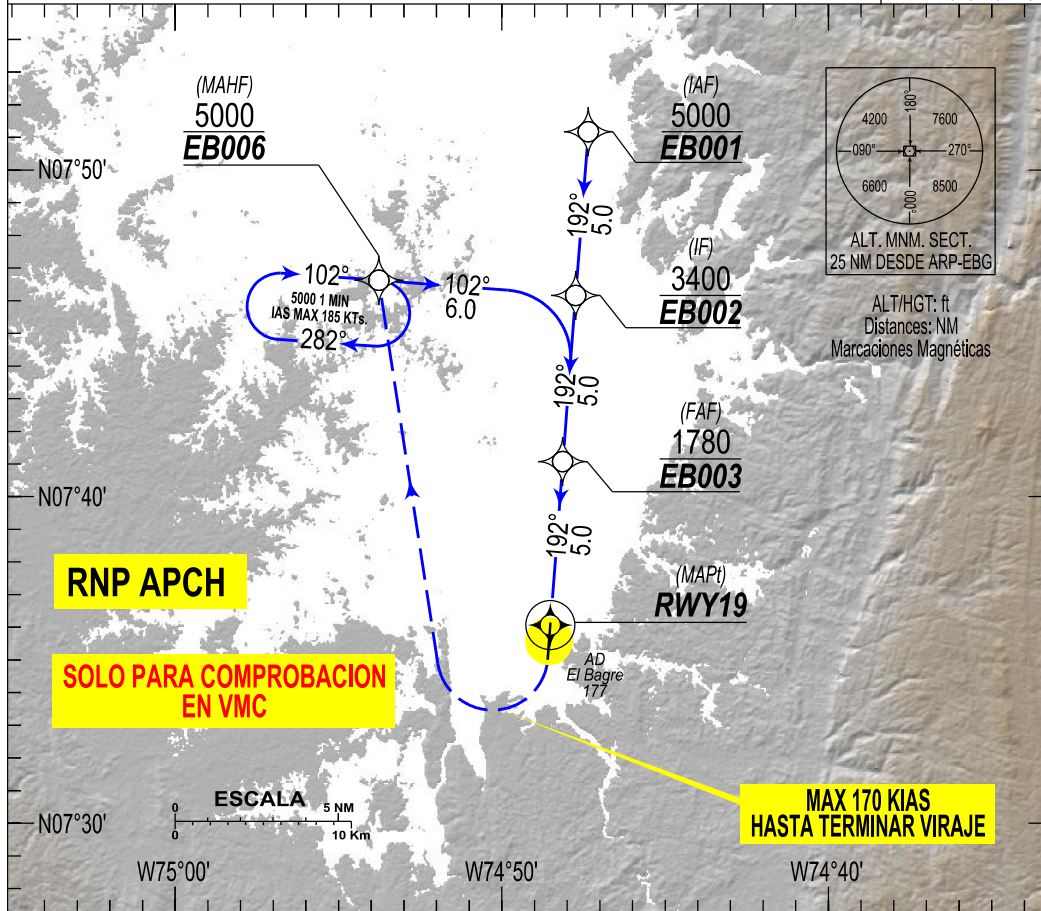 (MAHF)
5000
EB006
(IAF)
5000
EB001
180°
4200
7600
090°
270°
6600
8500
000°
ALT. MNM. SECT.
25 NM DESDE ARP-EBG
N07°50'
192°
5.0
(IF)
3400
EB002
ALT/HGT: ft
Distances: NM
Marcaciones Magnéticas
102°
102°
6.0
5000 1 MIN
IAS MAX 185 KTs.
282°
192°
5.0
(FAF)
1780
EB003
N07°40'
192°
5.0
RNP APCH
(MAPt)
RWY19
AD
El Bagre
177
SOLO PARA COMPROBACION
EN VMC
MAX 170 KIAS
HASTA TERMINAR VIRAJE
ESCALA
0
5 NM
0
10 Km
N07°30'
W75°00'
W74°50'
W74°40'